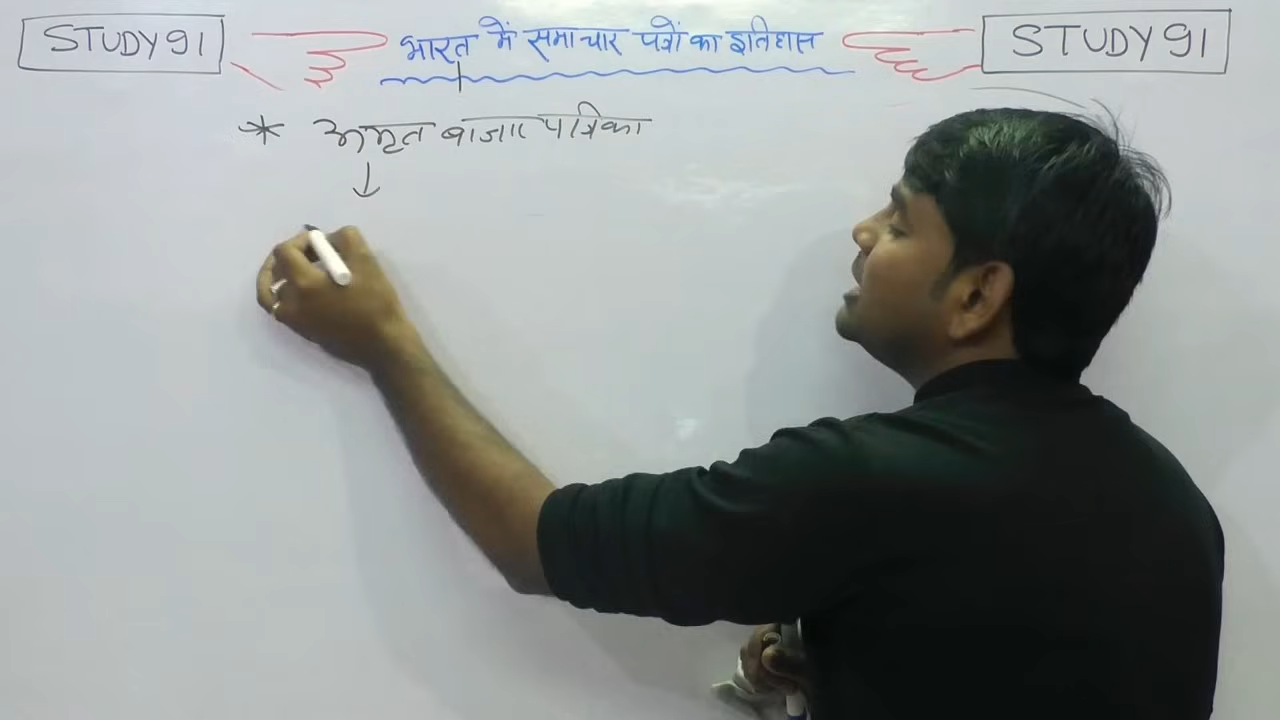 STUDY91 भारत में समाचार पत्रों का इतिहास STUDY91
* अमृत बाजार पत्रिका